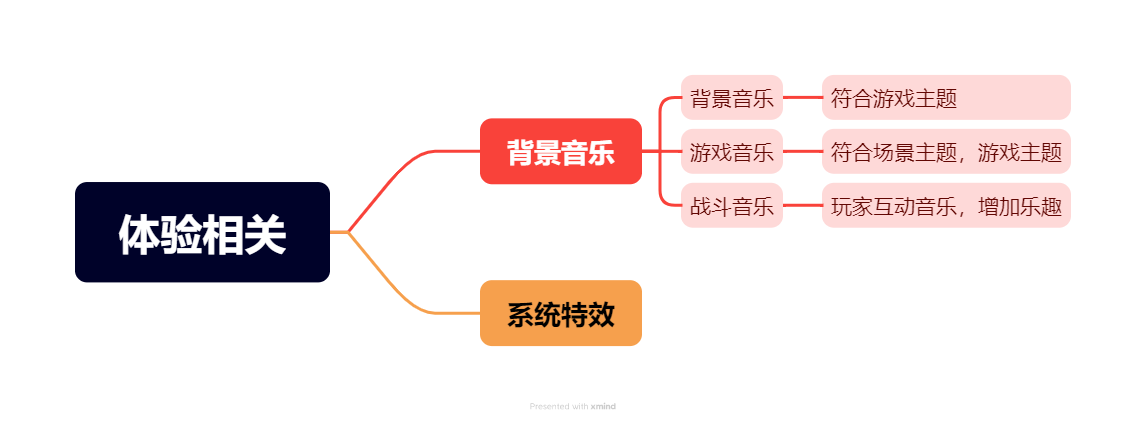 体验相关
背景音乐
背景音乐
符合游戏主题
游戏音乐
符合场景主题，游戏主题
战斗音乐
玩家互动音乐，增加乐趣
系统特效
Presented with xmind